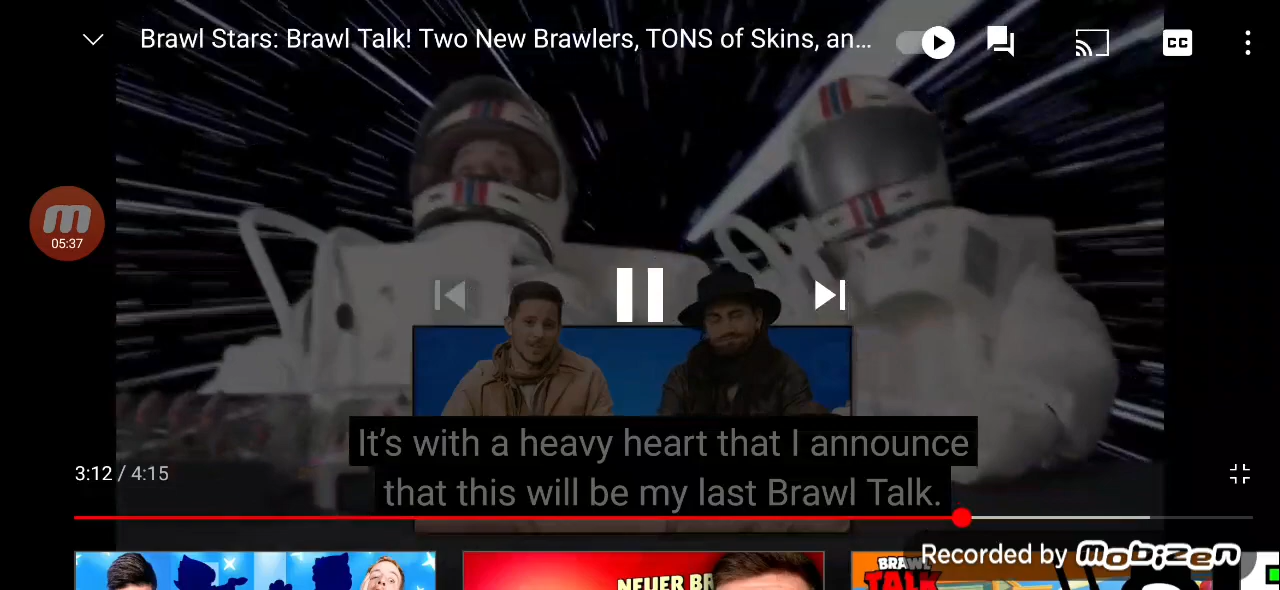 Brawl Stars: Brawl Talk! Two New Brawlers, TONS of Skins, an...
CC
05:37
It’s with a heavy heart that I announce
that this will be my last Brawl Talk.
3:12 / 4:15
Recorded by mobizen
NEUER BR
BRAWL
TALK